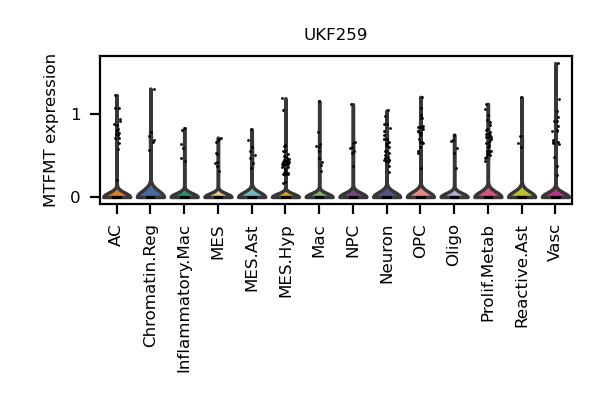 UKF259
MTFMT expression
1
0
AC
Chromatin.Reg
Inflammatory.Mac
MES
MES.Ast
MES.Hyp
Mac
NPC
Neuron
OPC
Oligo
Prolif.Metab
Reactive.Ast
Vasc